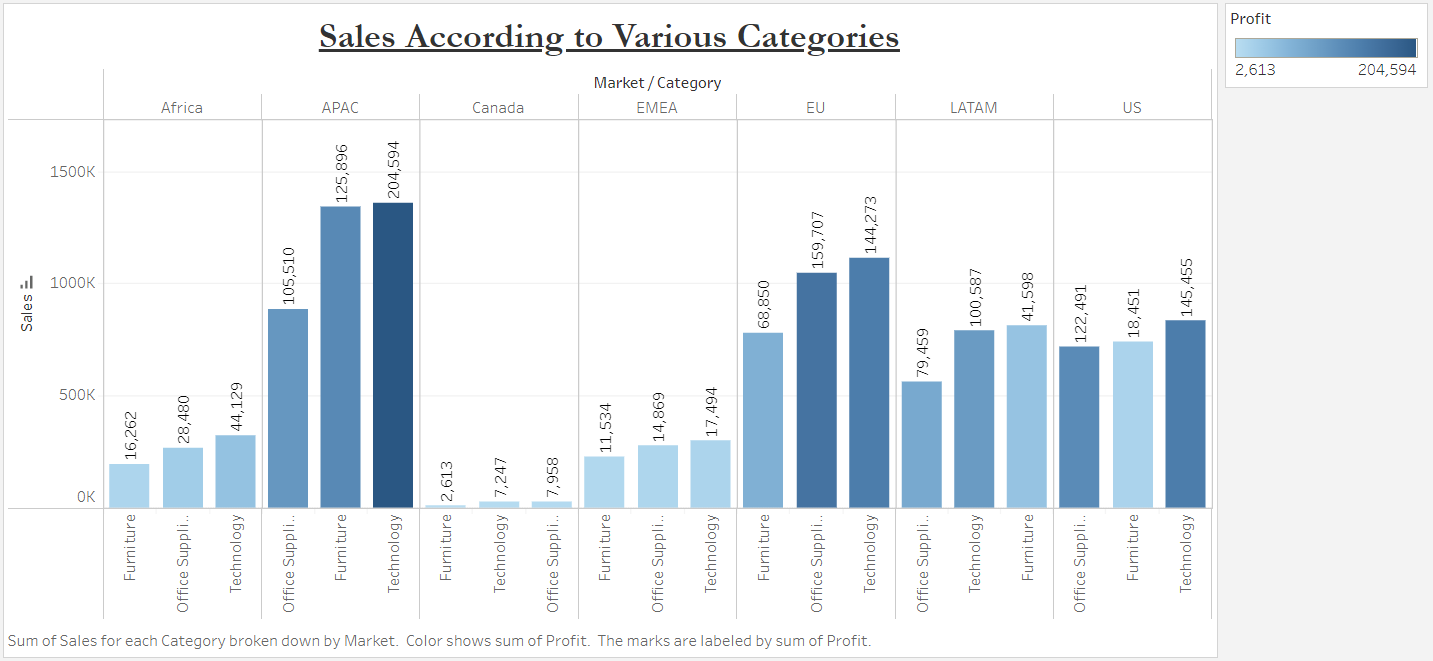 Sales According to Various Categories
Profit
2,613 204,594
Market / Category
Africa APAC Canada EMEA EU LATAM US
Sales
1500K
1000K
500K
0K
16,262 28,480 44,129 105,510 125,896 204,594 2,613 7,247 7,958 11,534 14,869 17,494 68,850 159,707 144,273 79,459 100,587 41,598 122,491 18,451 145,455
Furniture Office Suppli.. Technology Office Suppli.. Furniture Technology Furniture Technology Office Suppli.. Furniture Office Suppli.. Technology Furniture Office Suppli.. Technology Office Suppli.. Technology Furniture Office Suppli.. Furniture Technology
Sum of Sales for each Category broken down by Market. Color shows sum of Profit. The marks are labeled by sum of Profit.